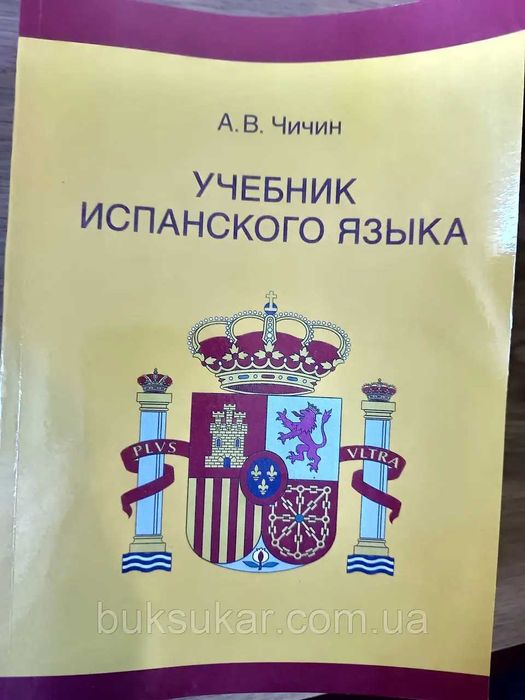 А.В. Чичин
УЧЕБНИК
ИСПАНСКОГО ЯЗЫКА
PLVS
VLTRA
buksukar.com.ua